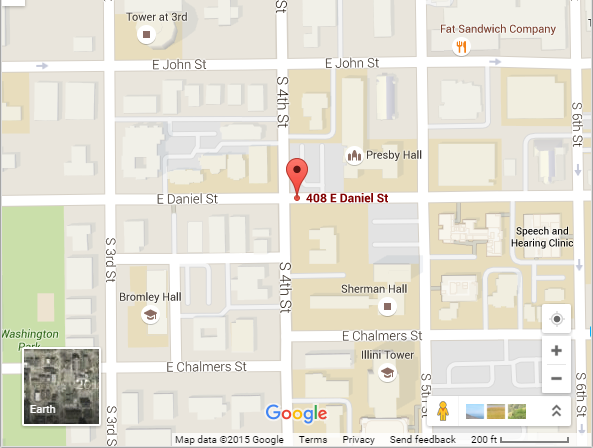 Tower at 3rd
Fat Sandwich Company
E John St
E John St
S 4th St
S 6th St
Presby Hall
E Daniel St
408 E Daniel St
Speech and
Hearing Clinic
S 3rd St
S 4th St
Bromley Hall
Sherman Hall
Washington
Park
E Chalmers St
E Chalmers St
Illini Tower
S 3rd St
S 5th St
S 6th St
Earth
Google
Map data ©2015 Google
Terms
Privacy
Send feedback
200 ft